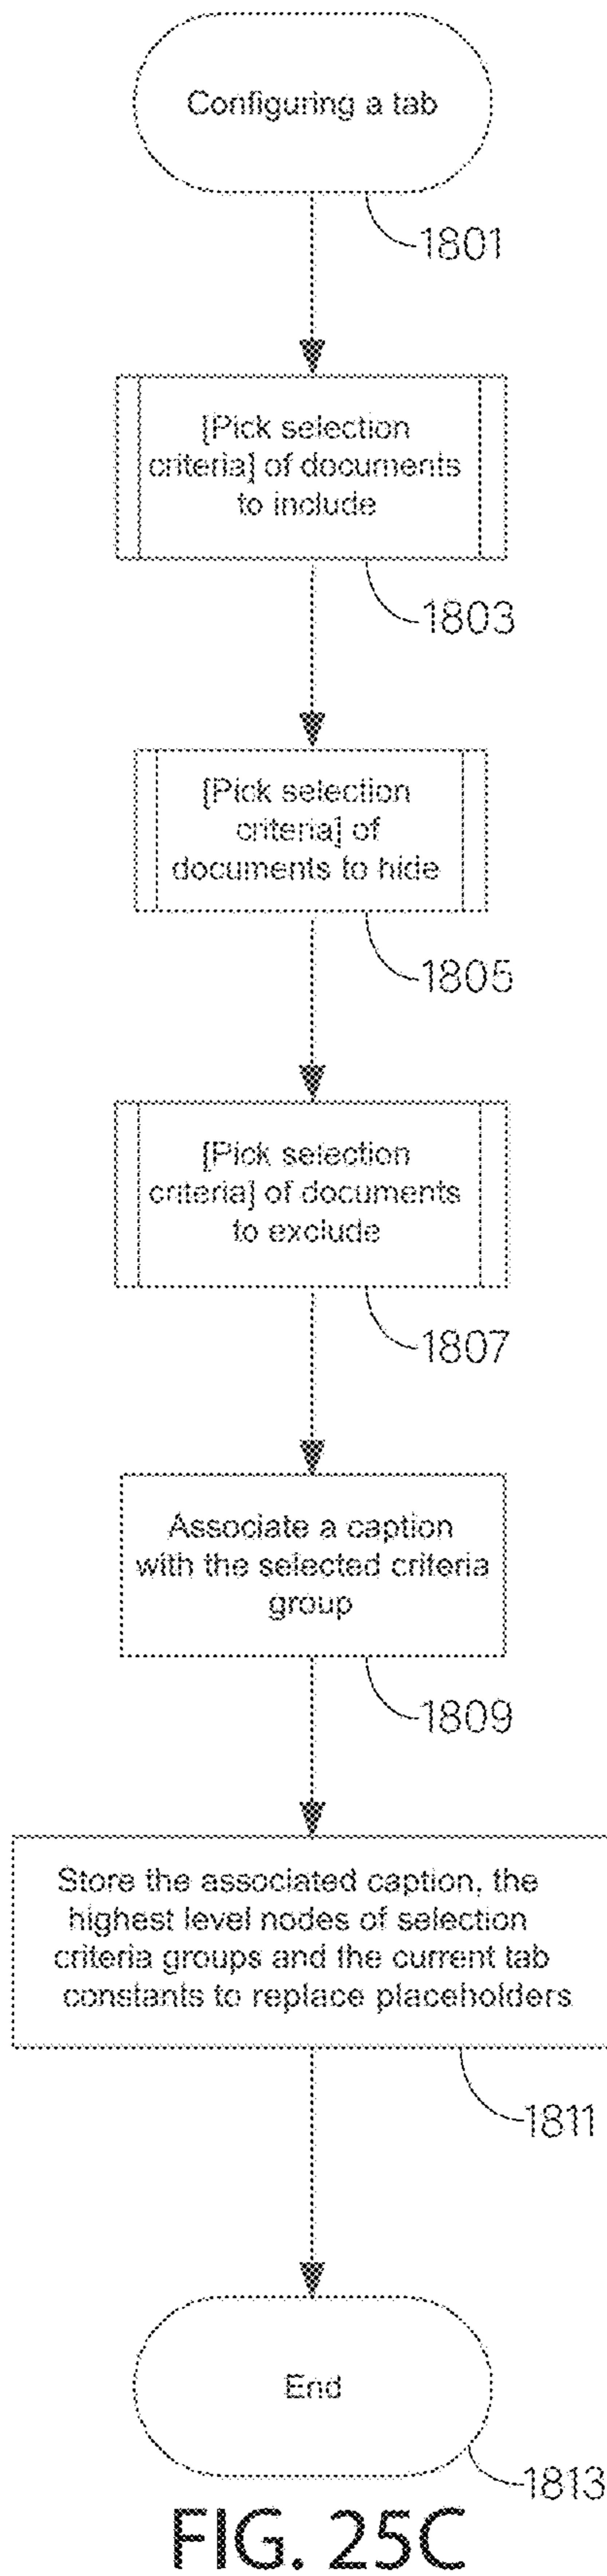 Configuring a tab
1801
[Pick selection
criteria] of documents
to include
1803
[Pick selection
criteria] of
documents to hide
1805
[Pick selection
criteria] of documents
to exclude
1807
Associate a caption
with the selected criteria
group
1809
Store the associated caption, the
highest level nodes of selection
criteria groups and the current tab
constants to replace placeholders
1811
End
1813
FIG. 25C